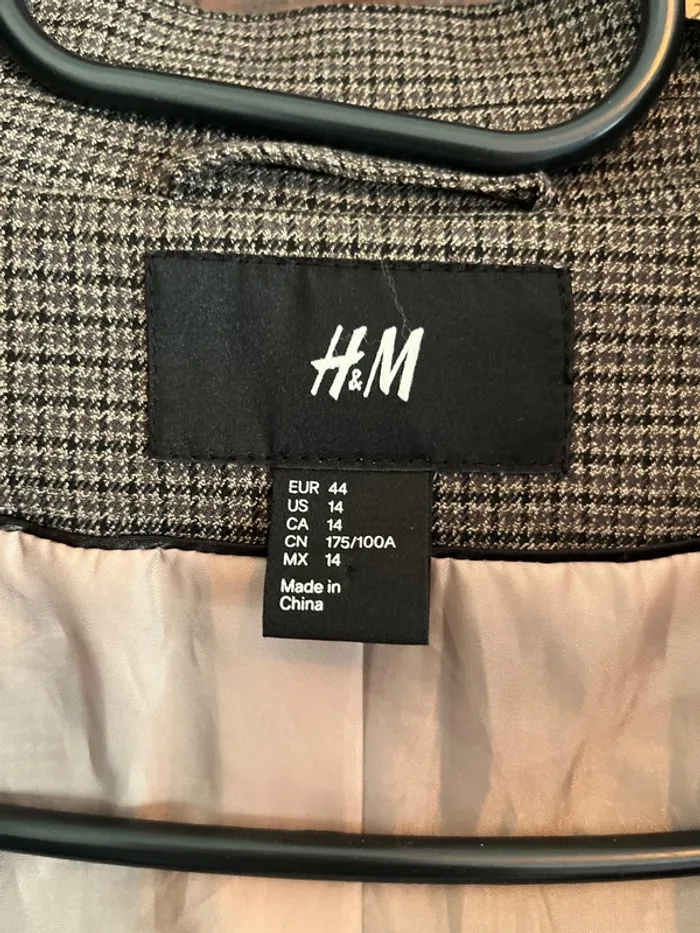 H&M
EUR 44
US 14
CA 14
CN 175/100A
MX 14
Made in
China